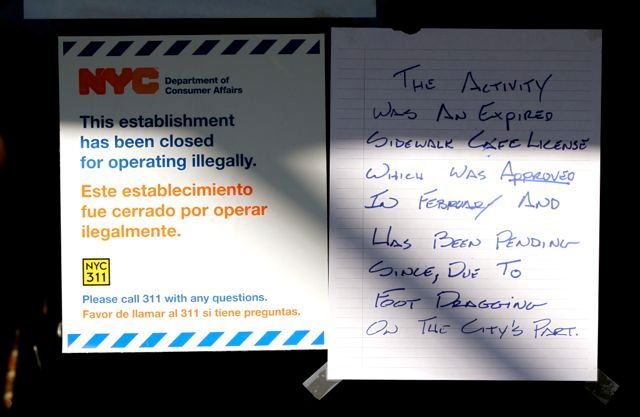 NYC Department of
Consumer Affairs
This establishment
has been closed
for operating illegally.
Este establecimiento
fue cerrado por operar
ilegalmente.
NYC
311
Please call 311 with any questions.
Favor de llamar al 311 si tiene preguntas.
THE ACTIVITY
WAS AN EXPIRED
SIDEWALK CAFE LICENSE
WHICH WAS APPROVED
IN FEBRUARY AND
HAS BEEN PENDING
SINCE, DUE TO
FOOT DRAGGING
ON THE CITY'S PART.